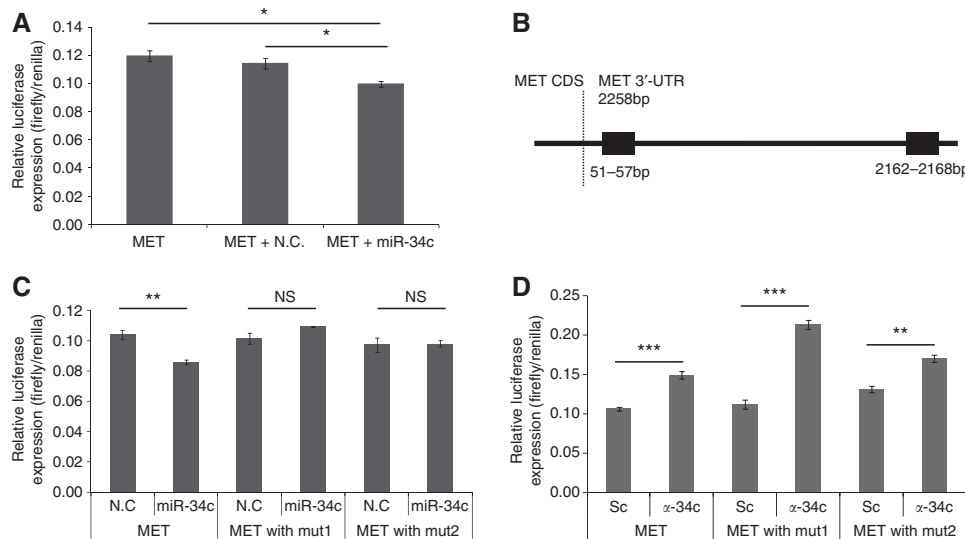 A
Relative luciferase
expression (firefly/renilla)
0.14
0.12
0.10
0.08
0.06
0.04
0.02
0.00
*
*
MET
MET + N.C.
MET + miR-34c
B
MET CDS
MET 3′-UTR
2258bp
51–57bp
2162–2168bp
C
Relative luciferase
expression (firefly/renilla)
0.12
0.10
0.08
0.06
0.04
0.02
0.00
**
NS
NS
N.C miR-34c N.C miR-34c N.C miR-34c
MET MET with mut1 MET with mut2
D
Relative luciferase
expression (firefly/renilla)
0.25
0.20
0.15
0.10
0.05
0.00
***
***
**
Sc α-34c Sc α-34c Sc α-34c
MET MET with mut1 MET with mut2